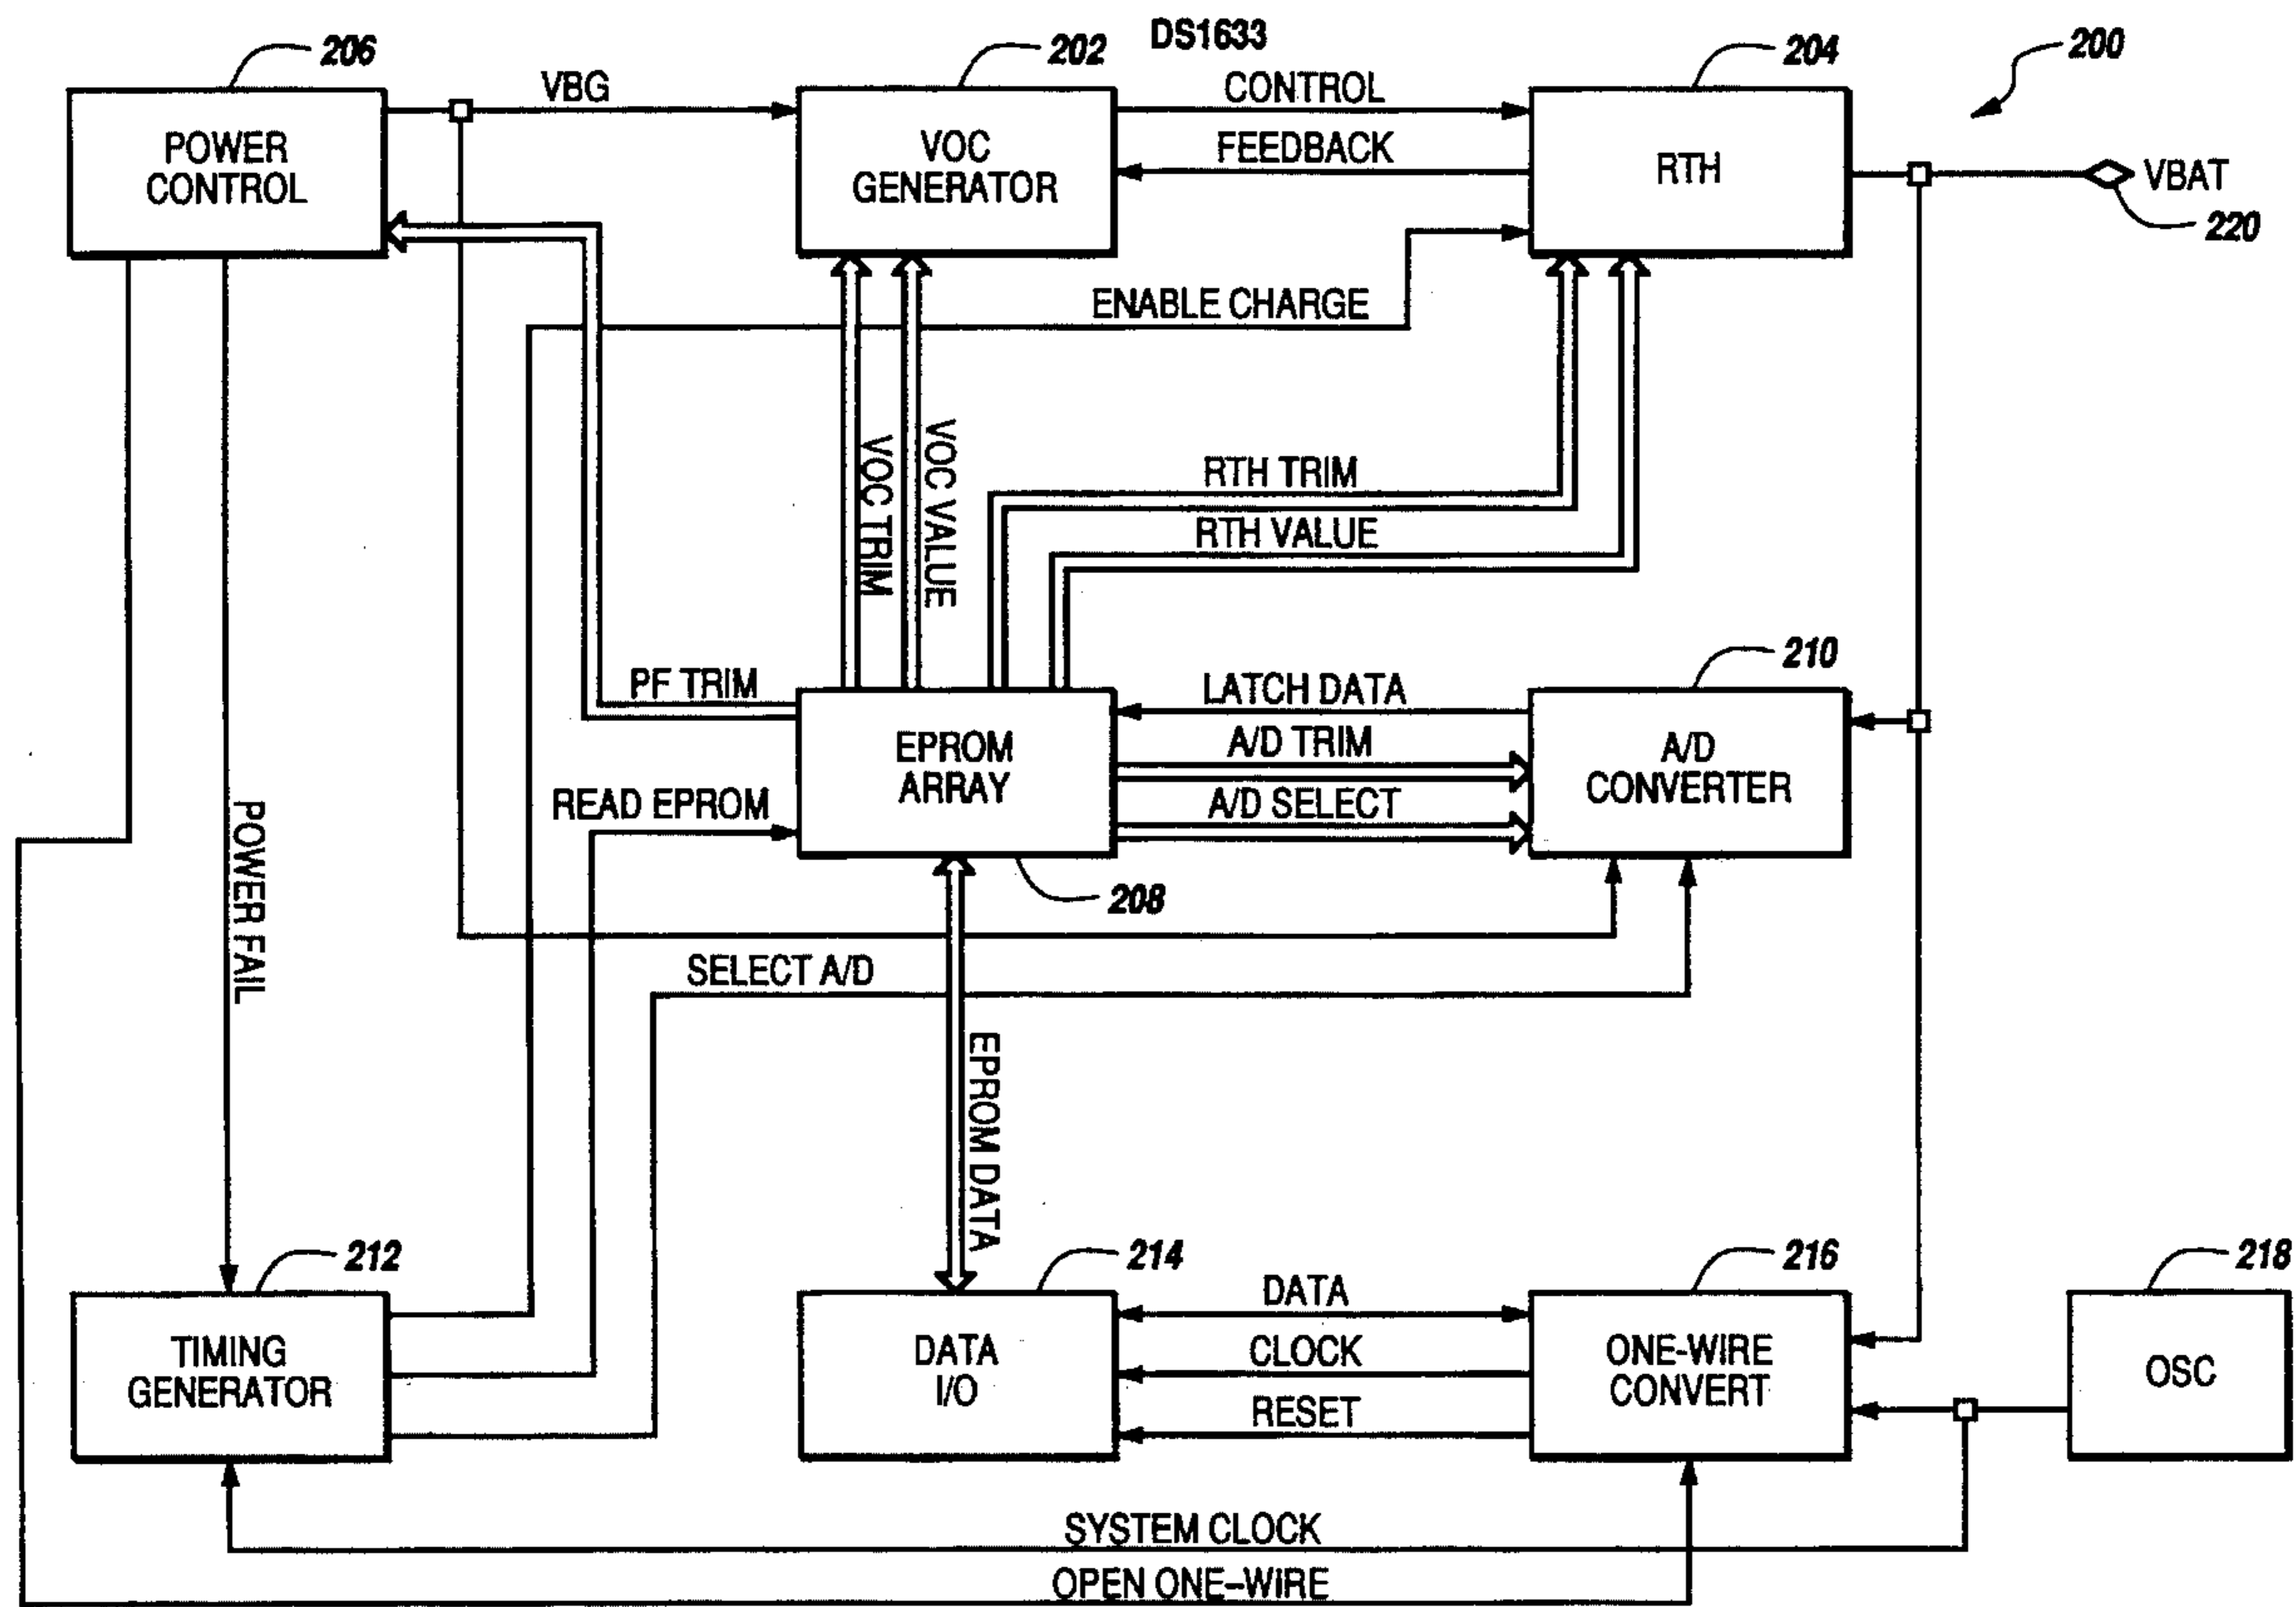 DS1633
206
202
204
200
VBG
CONTROL
POWER
CONTROL
VOC
GENERATOR
FEEDBACK
RTH
VBAT
220
ENABLE CHARGE
VOC TRIM
VOC VALUE
RTH TRIM
RTH VALUE
PF TRIM
LATCH DATA
210
EPROM
ARRAY
A/D TRIM
A/D
CONVERTER
READ EPROM
A/D SELECT
POWER FAIL
208
SELECT A/D
EPROM DATA
212
214
216
218
DATA
TIMING
GENERATOR
DATA
I/O
CLOCK
ONE-WIRE
CONVERT
OSC
RESET
SYSTEM CLOCK
OPEN ONE-WIRE